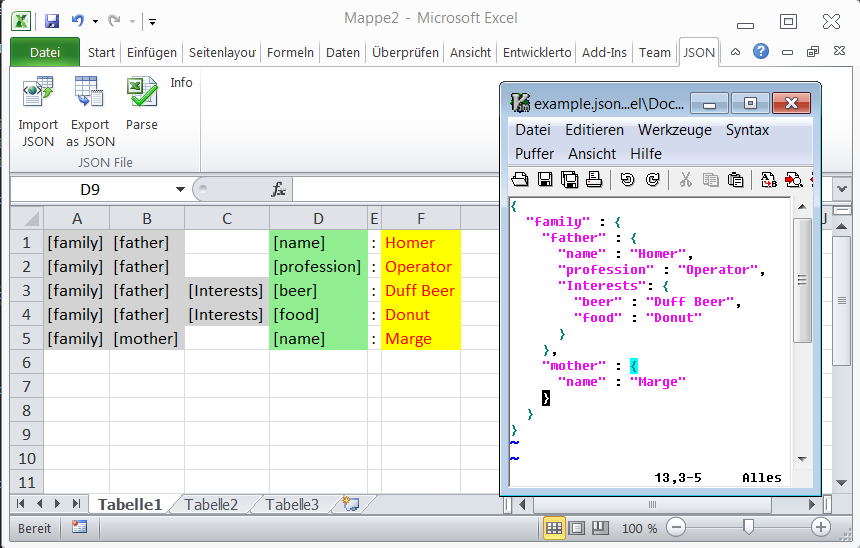 Mappe2 - Microsoft Excel
Datei Start Einfügen Seitenlayou Formeln Daten Überprüfen Ansicht Entwicklerto Add-Ins Team JSON
Import JSON
Export as JSON
Parse
Info
JSON File
D9
fx
A B C D E F J
1 [family] [father] [name] : Homer
2 [family] [father] [profession] : Operator
3 [family] [father] [Interests] [beer] : Duff Beer
4 [family] [father] [Interests] [food] : Donut
5 [family] [mother] [name] : Marge
6
7
8
9
10
11
Tabelle1 Tabelle2 Tabelle3
Bereit 100 %
example.json...el\Doc...
Datei Editieren Werkzeuge Syntax
Puffer Ansicht Hilfe
{
"family" : {
"father" : {
"name" : "Homer",
"profession" : "Operator",
"Interests": {
"beer" : "Duff Beer",
"food" : "Donut"
}
},
"mother" : {
"name" : "Marge"
}
}
}
~
~
13,3-5 Alles